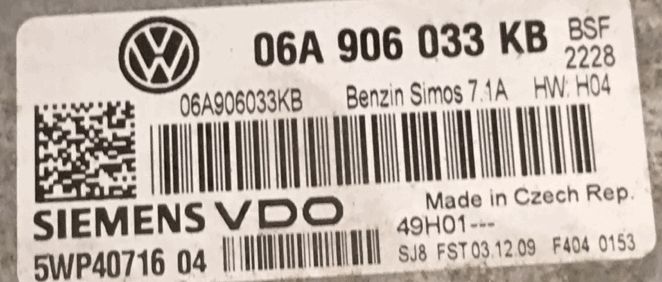 06A 906 033 KB BSF
2228
06A906033KB Benzin Simos 7.1A HW: H04
Made in Czech Rep.
SIEMENS VDO 49H01---
5WP40716 04 SJ8 FST 03.12.09 F404 0153